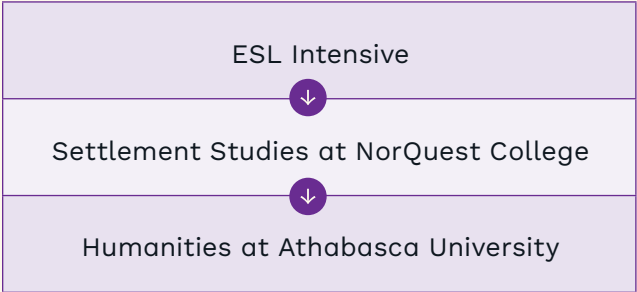 ESL Intensive
Settlement Studies at NorQuest College
Humanities at Athabasca University